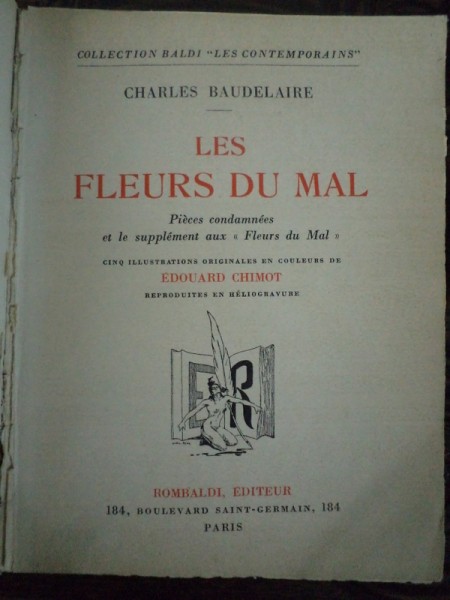 COLLECTION BALDI "LES CONTEMPORAINS"
CHARLES BAUDELAIRE
LES
FLEURS DU MAL
Pièces condamnées
et le supplément aux « Fleurs du Mal »
CINQ ILLUSTRATIONS ORIGINALES EN COULEURS DE
ÉDOUARD CHIMOT
REPRODUITES EN HÉLIOGRAVURE
ER
ROMBALDI, ÉDITEUR
184, BOULEVARD SAINT-GERMAIN, 184
PARIS